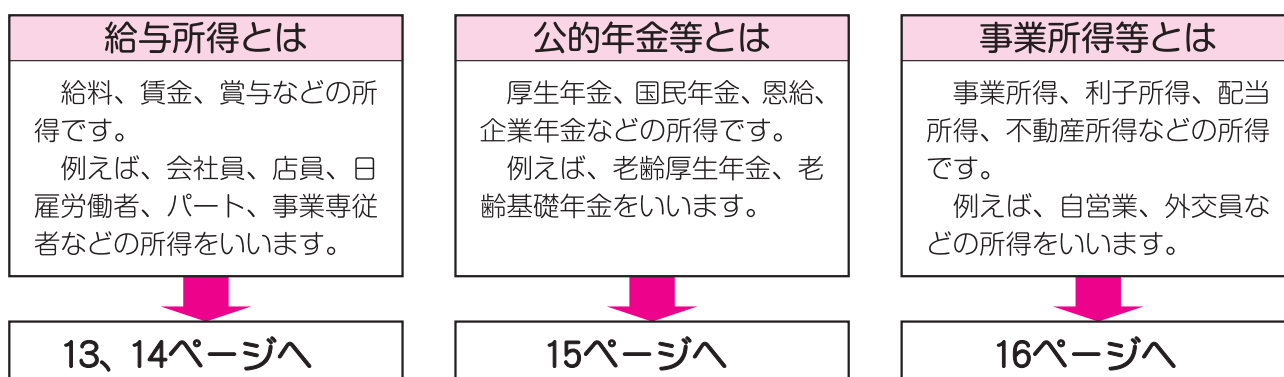 給与所得とは
給料、賃金、賞与などの所
得です。
例えば、会社員、店員、日
雇労働者、パート、事業専従
者などの所得をいいます。
13、14ページへ
公的年金等とは
厚生年金、国民年金、恩給、
企業年金などの所得です。
例えば、老齢厚生年金、老
齢基礎年金をいいます。
15ページへ
事業所得等とは
事業所得、利子所得、配当
所得、不動産所得などの所得
です。
例えば、自営業、外交員な
どの所得をいいます。
16ページへ